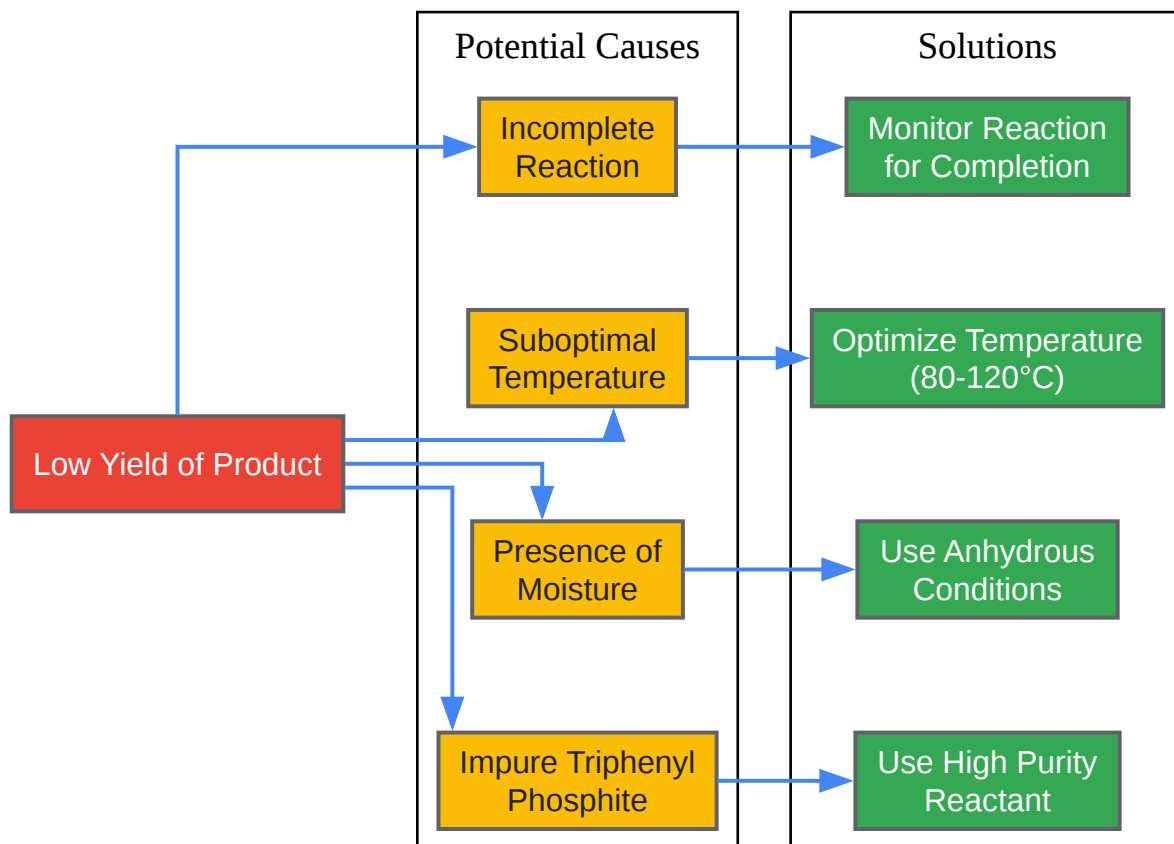 Potential Causes
Solutions
Incomplete
Reaction
Monitor Reaction
for Completion
Suboptimal
Temperature
Optimize Temperature
(80-120°C)
Low Yield of Product
Presence of
Moisture
Use Anhydrous
Conditions
Impure Triphenyl
Phosphite
Use High Purity
Reactant